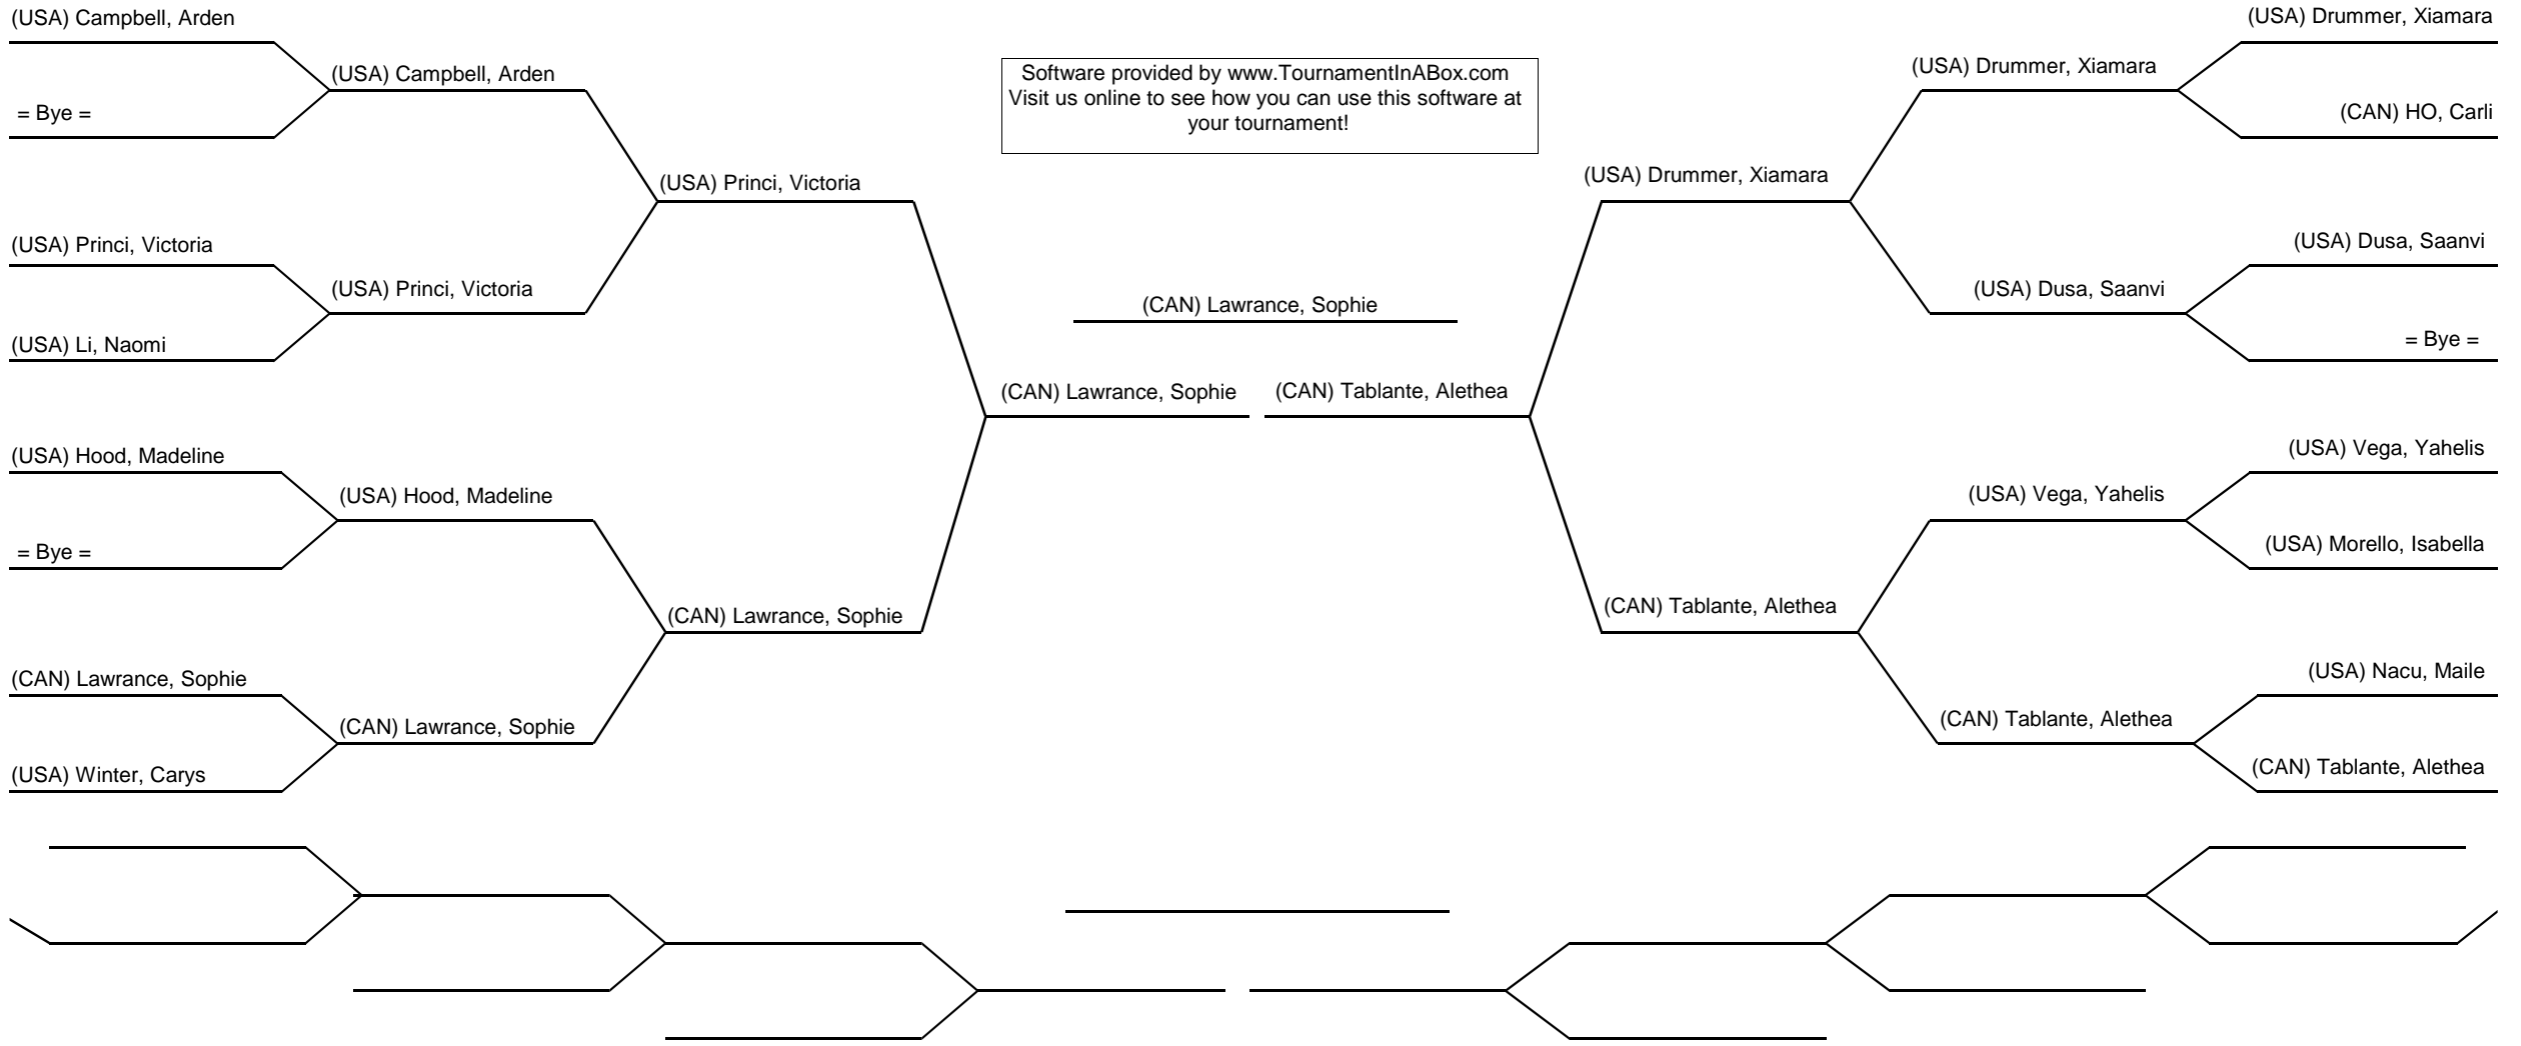 (USA) Campbell, Arden
= Bye =
(USA) Princi, Victoria
(USA) Li, Naomi
(USA) Hood, Madeline
= Bye =
(CAN) Lawrance, Sophie
(USA) Winter, Carys
(USA) Campbell, Arden
(USA) Princi, Victoria
(USA) Hood, Madeline
(CAN) Lawrance, Sophie
(USA) Princi, Victoria
(CAN) Lawrance, Sophie
Software provided by www.TournamentInABox.com
Visit us online to see how you can use this software at
your tournament!
(CAN) Lawrance, Sophie
(CAN) Lawrance, Sophie
(CAN) Tablante, Alethea
(USA) Drummer, Xiamara
(CAN) Tablante, Alethea
(USA) Drummer, Xiamara
(USA) Dusa, Saanvi
(USA) Vega, Yahelis
(CAN) Tablante, Alethea
(USA) Drummer, Xiamara
(CAN) HO, Carli
(USA) Dusa, Saanvi
= Bye =
(USA) Vega, Yahelis
(USA) Morello, Isabella
(USA) Nacu, Maile
(CAN) Tablante, Alethea